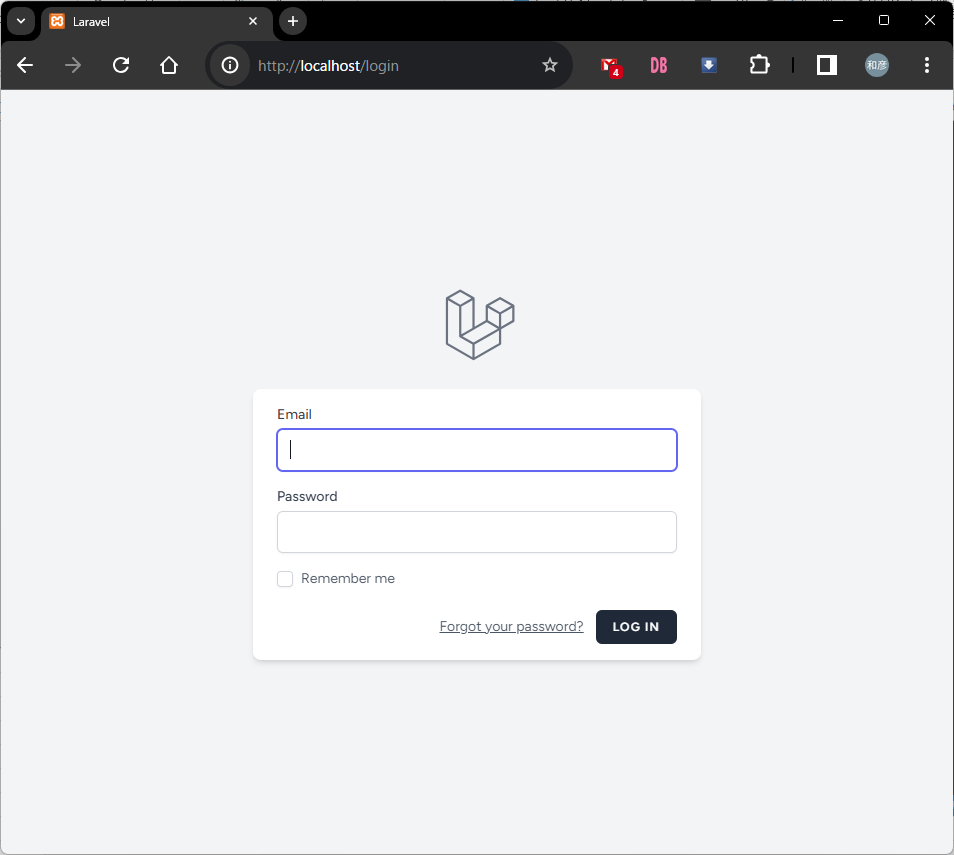 Laravel
http://localhost/login
4
DB
和彦
Email
Password
Remember me
Forgot your password?
LOG IN